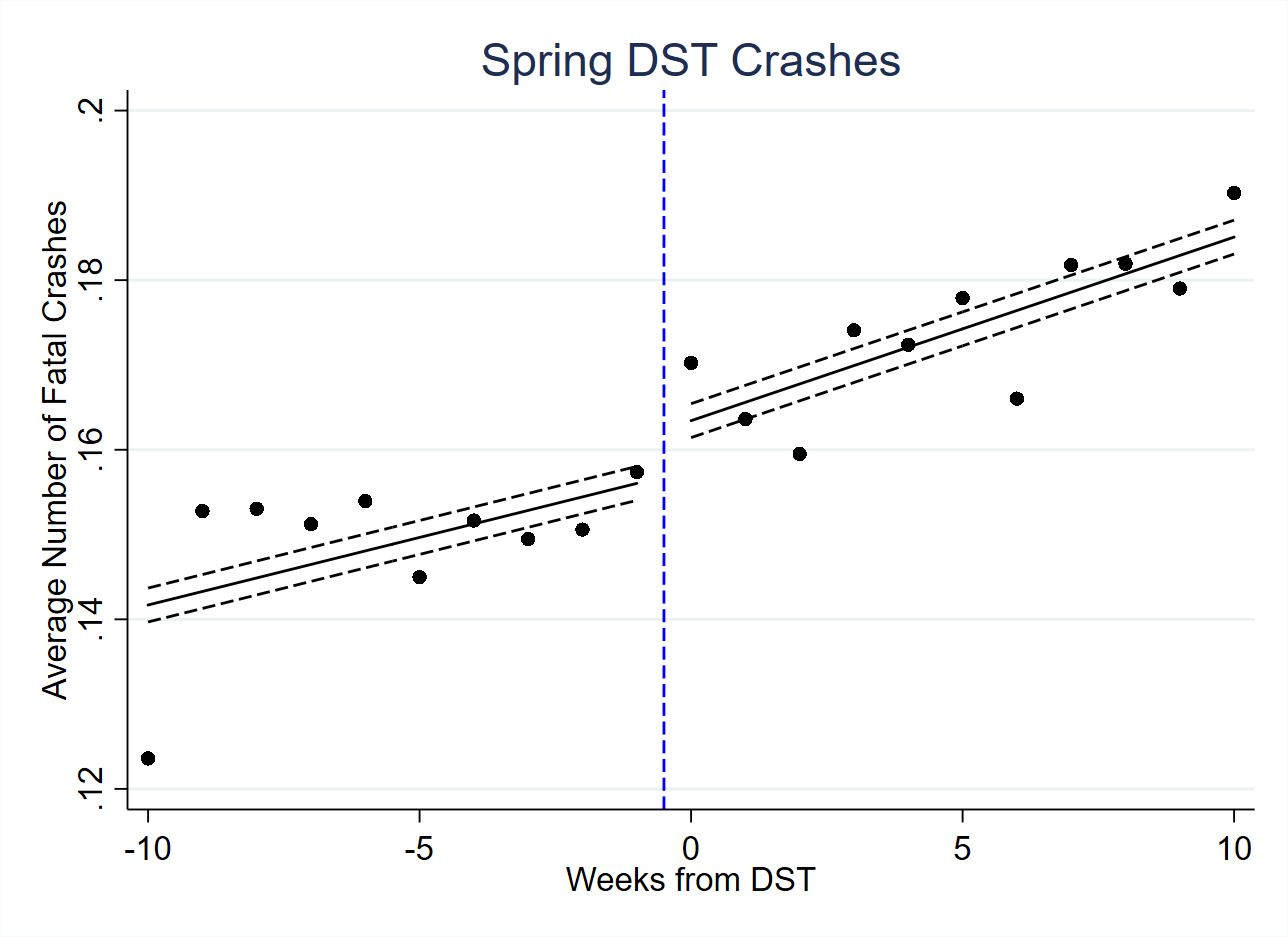 Spring DST Crashes
Average Number of Fatal Crashes
.2
.18
.16
.14
.12
-10 -5 0 5 10
Weeks from DST